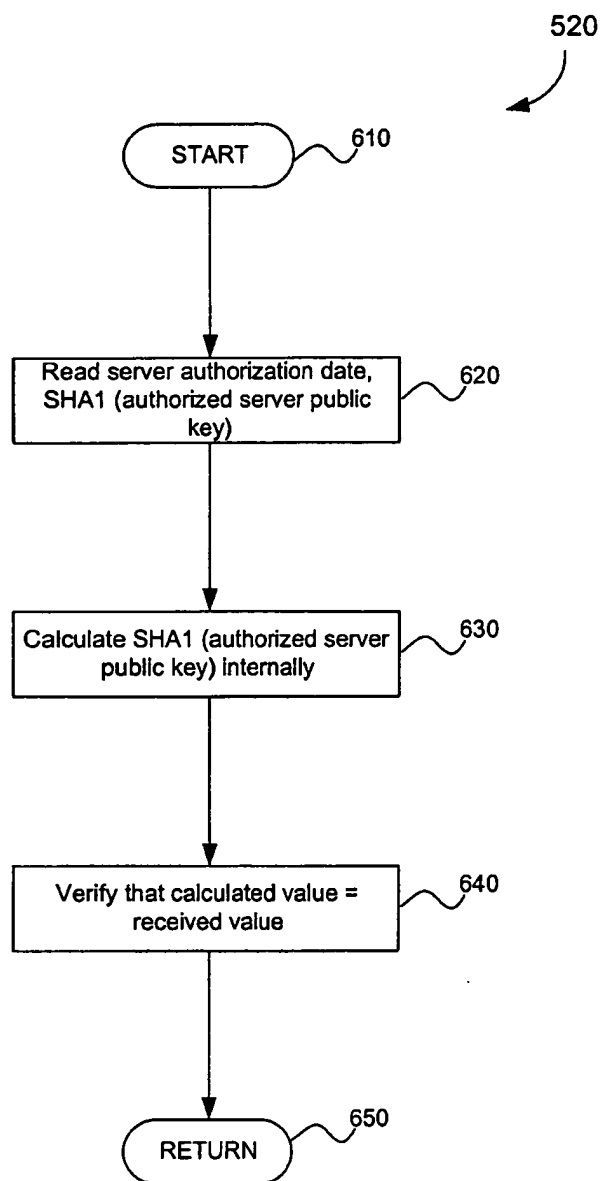 520
START
610
Read server authorization date,
SHA1 (authorized server public
key)
620
Calculate SHA1 (authorized server
public key) internally
630
Verify that calculated value =
received value
640
RETURN
650